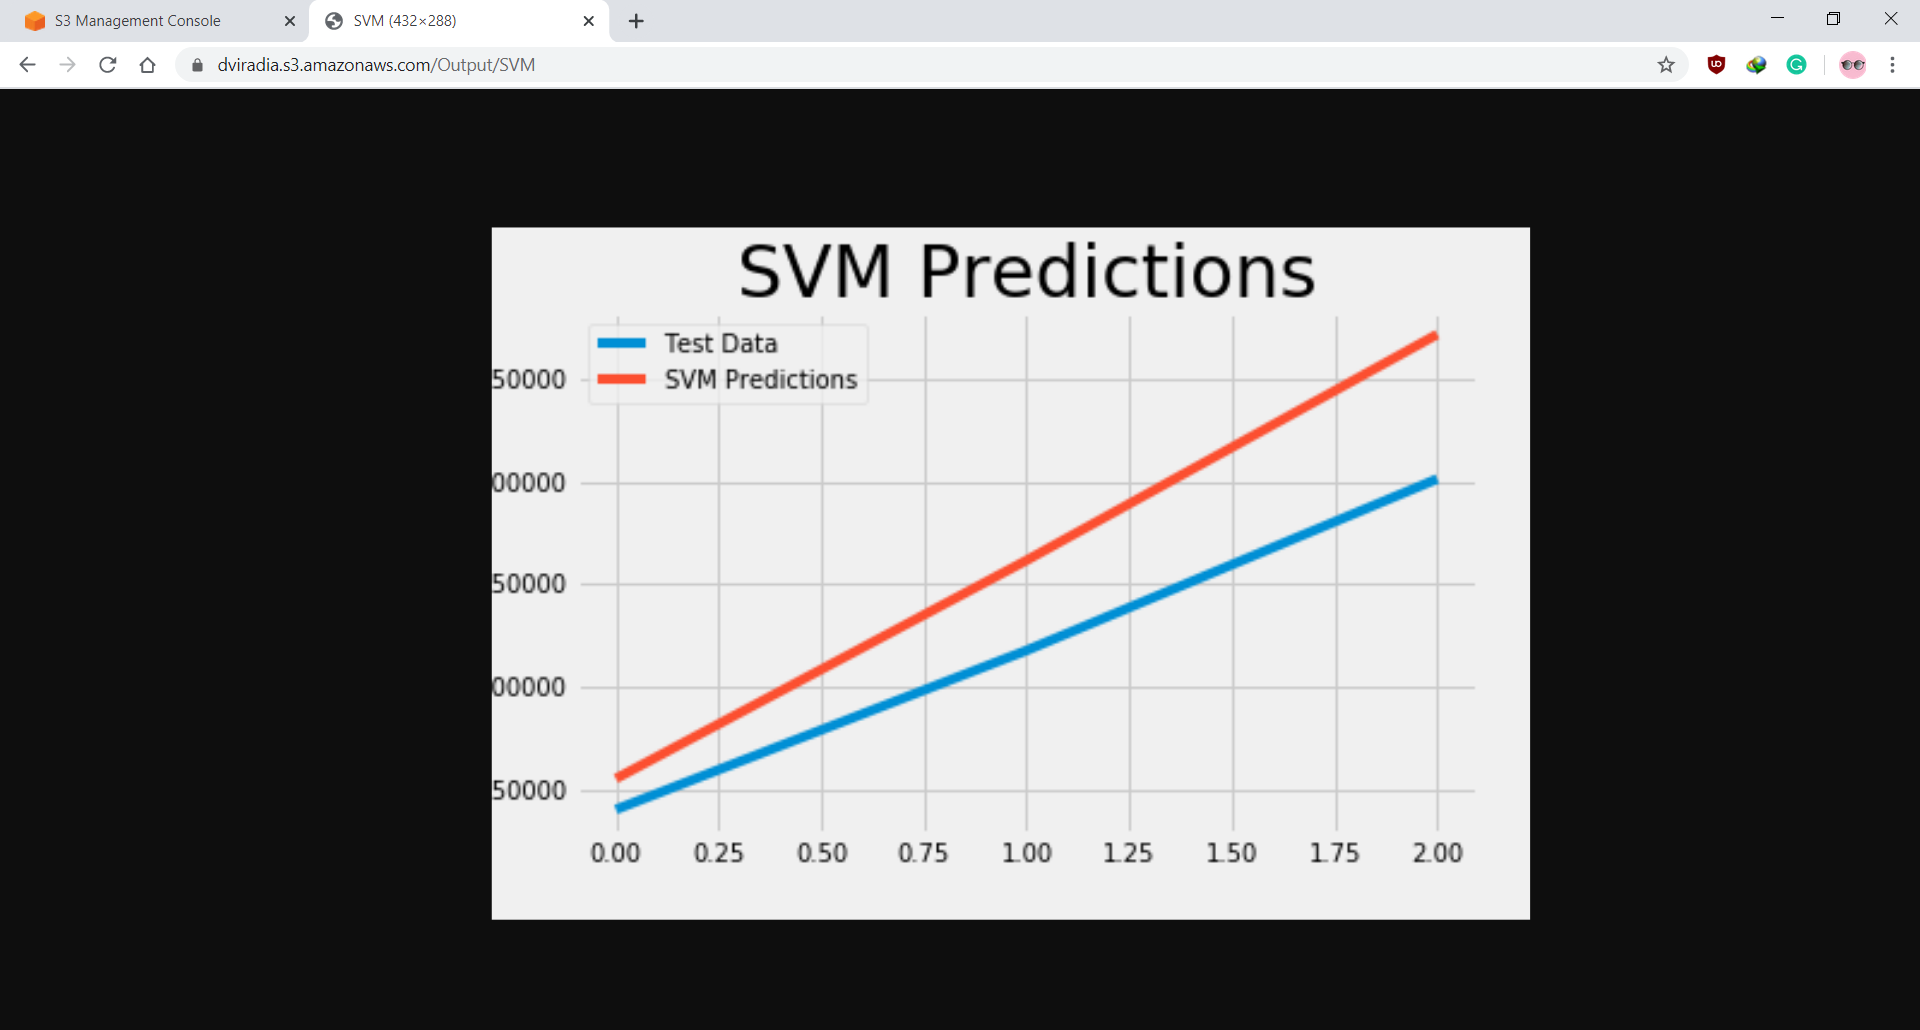 S3 Management Console
SVM (432×288)
dviradia.s3.amazonaws.com/Output/SVM
SVM Predictions
Test Data
SVM Predictions
50000
00000
50000
00000
50000
0.00 0.25 0.50 0.75 1.00 1.25 1.50 1.75 2.00